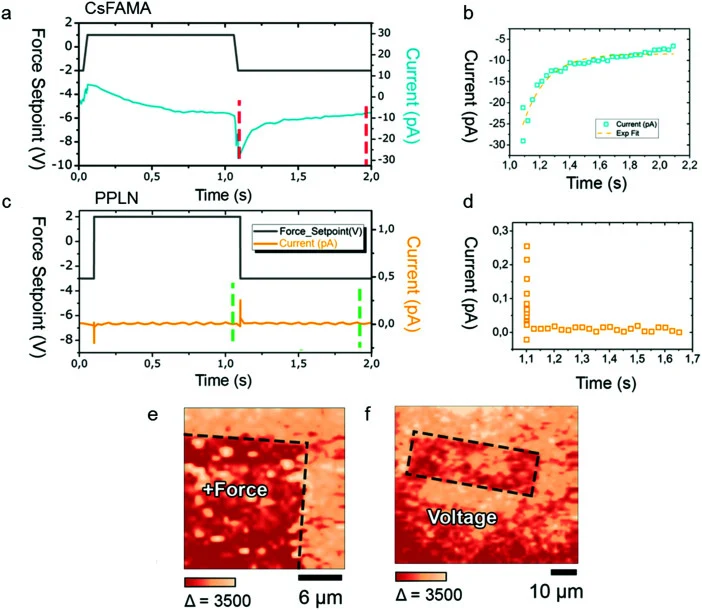 a
CsFAMA
Force Setpoint (V)
2
0
-2
-4
-6
-8
-10
30
20
10
0
-10
-20
-30
Current (pA)
0,0
0,5
1,0
1,5
2,0
Time (s)
b
Current (pA)
-5
-10
-15
-20
-25
-30
Current (pA)
Exp Fit
1,0
1,2
1,4
1,6
1,8
2,0
Time (s)
c
PPLN
Force Setpoint (V)
2
0
-2
-4
-6
-8
Force_Setpoint(V)
Current (pA)
1,0
0,5
0,0
Current (pA)
0,0
0,5
1,0
1,5
2,0
Time (s)
d
Current (pA)
0,3
0,2
0,1
0,0
1,1
1,2
1,3
1,4
1,5
1,6
1,7
Time (s)
e
+Force
Δ = 3500
6 μm
f
Voltage
Δ = 3500
10 μm